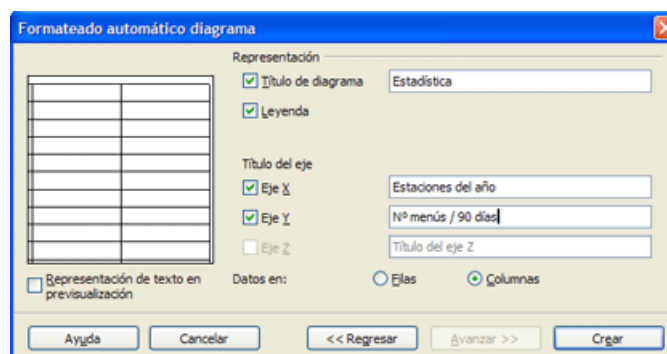 Formateado automático diagrama
Representación
Título de diagrama
Estadística
Leyenda
Título del eje
Eje X
Estaciones del año
Eje Y
Nº menús / 90 días
Eje Z
Título del eje Z
Representación de texto en
previsualización
Datos en:
Filas
Columnas
Ayuda
Cancelar
<< Regresar
Avanzar >>
Crear